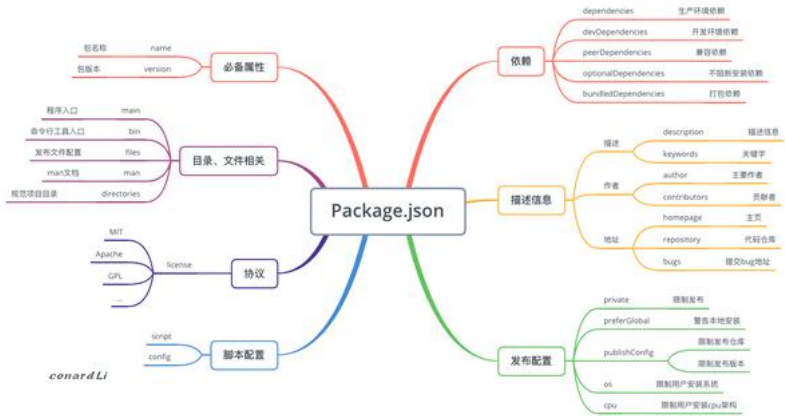 Package.json
必备属性
name 包名称
version 包版本
目录、文件相关
main 程序入口
bin 命令行工具入口
files 发布文件配置
man man文档
directories 规范项目目录
协议
license
MIT
Apache
GPL
...
脚本配置
script
config
依赖
dependencies 生产环境依赖
devDependencies 开发环境依赖
peerDependencies 兼容依赖
optionalDependencies 不阻断安装依赖
bundledDependencies 打包依赖
描述信息
描述
description 描述信息
keywords 关键字
作者
author 主要作者
contributors 贡献者
地址
homepage 主页
repository 代码仓库
bugs 提交bug地址
发布配置
private 限制发布
preferGlobal 警告本地安装
publishConfig
限制发布仓库
限制发布版本
os 限制用户安装系统
cpu 限制用户安装cpu架构
conardLi